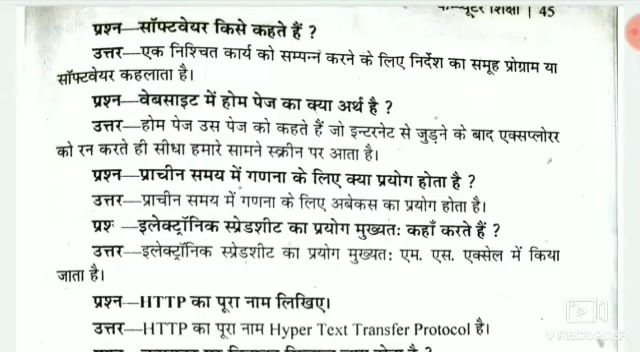 शिक्षा | 45
प्रश्न—सॉफ्टवेयर किसे कहते हैं ?
उत्तर—एक निश्चित कार्य को सम्पन्न करने के लिए निर्देश का समूह प्रोग्राम या
सॉफ्टवेयर कहलाता है।
प्रश्न—वेबसाइट में होम पेज का क्या अर्थ है ?
उत्तर—होम पेज उस पेज को कहते हैं जो इन्टरनेट से जुड़ने के बाद एक्सप्लोरर
को रन करते ही सीधा हमारे सामने स्क्रीन पर आता है।
प्रश्न—प्राचीन समय में गणना के लिए क्या प्रयोग होता है ?
उत्तर—प्राचीन समय में गणना के लिए अबेकस का प्रयोग होता है।
प्रश्‍ —इलेक्ट्रॉनिक स्प्रेडशीट का प्रयोग मुख्यतः कहाँ करते हैं ?
उत्तर—इलेक्ट्रॉनिक स्प्रेडशीट का प्रयोग मुख्यतः एम. एस. एक्सेल में किया
जाता है।
प्रश्न—HTTP का पूरा नाम लिखिए।
उत्तर—HTTP का पूरा नाम Hyper Text Transfer Protocol है।
V RECORDER